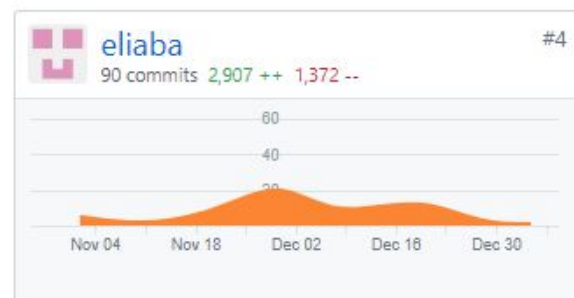 eliaba #4
90 commits 2,907 ++ 1,372 --
60
40
20
Nov 04 Nov 18 Dec 02 Dec 16 Dec 30